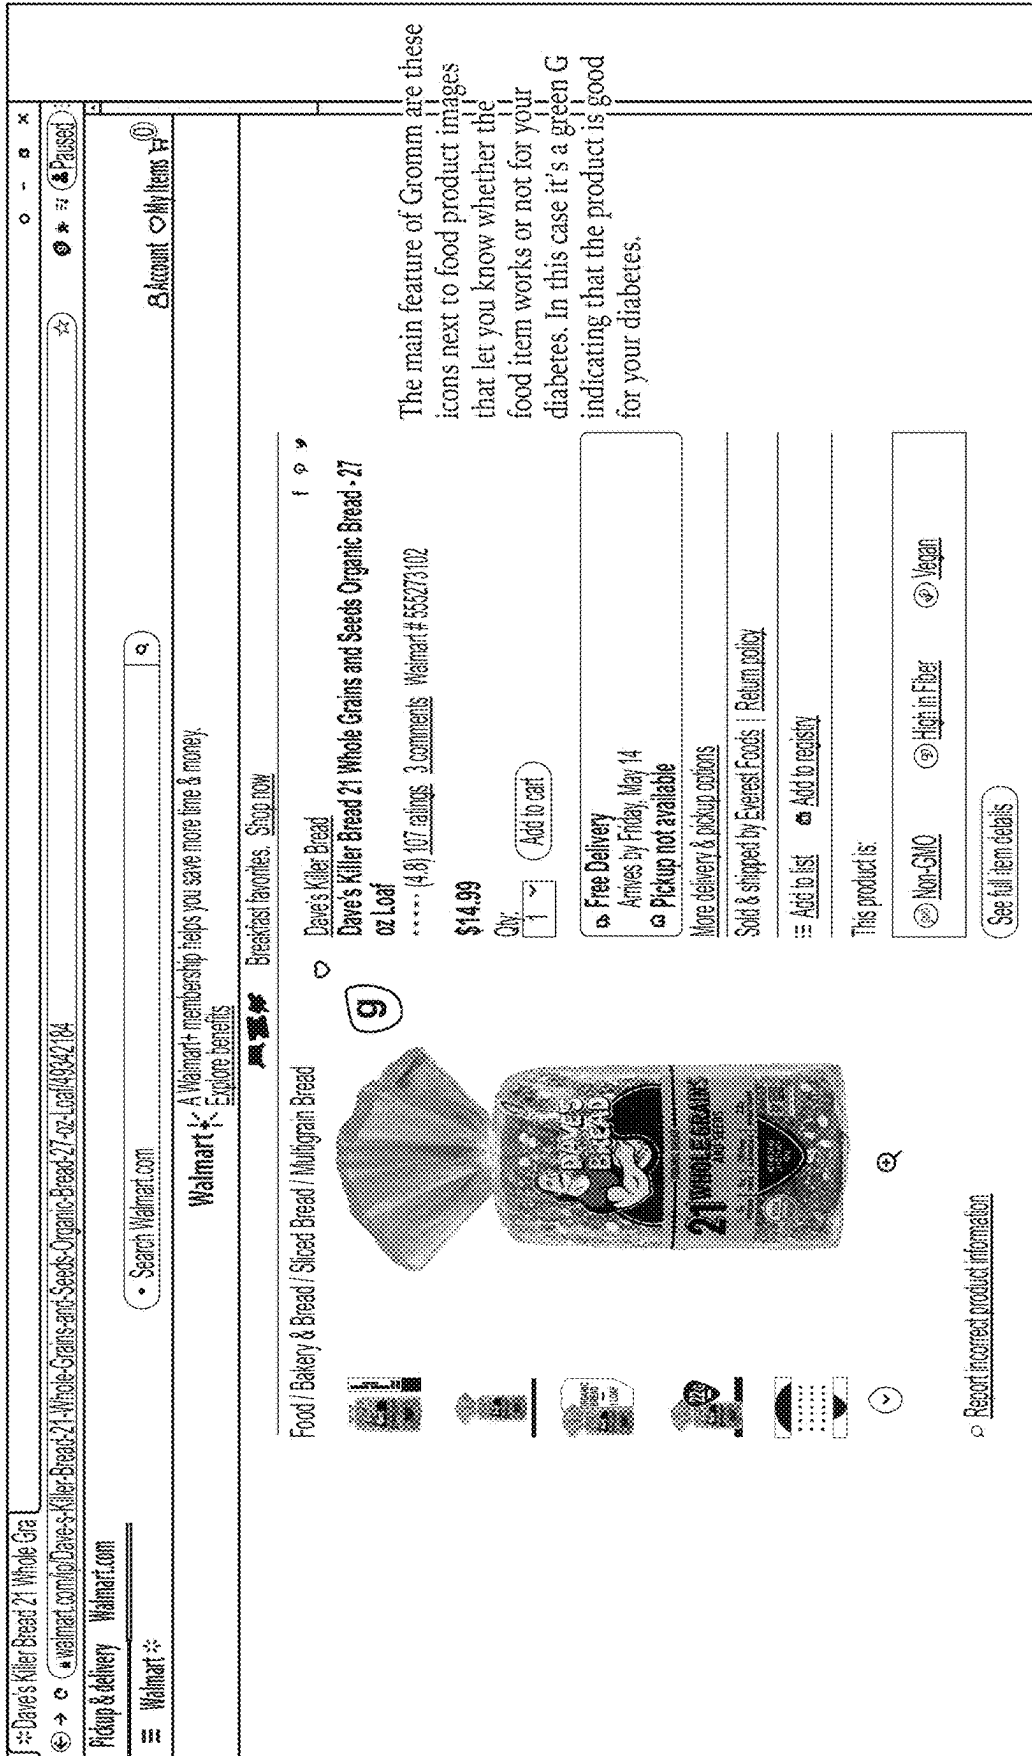 Dave's Killer Bread 21 Whole Gra
walmart.com/ip/Dave-s-Killer-Bread-21-Whole-Grains-and-Seeds-Organic-Bread-27-oz-Loaf/49342184
Paused
Pickup & delivery Walmart.com
Walmart
Search Walmart.com
Account My Items 0
Walmart+ A Walmart+ membership helps you save more time & money.
Explore benefits
Breakfast favorites. Shop now
Food / Bakery & Bread / Sliced Bread / Multigrain Bread
g
DAVE'S
BREAD
21 WHOLE GRAINS
AND SEEDS
Report incorrect product information
Dave's Killer Bread
f
Dave's Killer Bread 21 Whole Grains and Seeds Organic Bread - 27
oz Loaf
(4.8) 107 ratings 3 comments Walmart # 555273102
$14.99
Qty:
1 Add to cart
Free Delivery
Arrives by Friday, May 14
Pickup not available
More delivery & pickup options
Sold & shipped by Everest Foods | Return policy
Add to list Add to registry
This product is:
Non-GMO High in Fiber Vegan
See full item details
The main feature of Gromm are these
icons next to food product images
that let you know whether the
food item works or not for your
diabetes. In this case it's a green G
indicating that the product is good
for your diabetes.